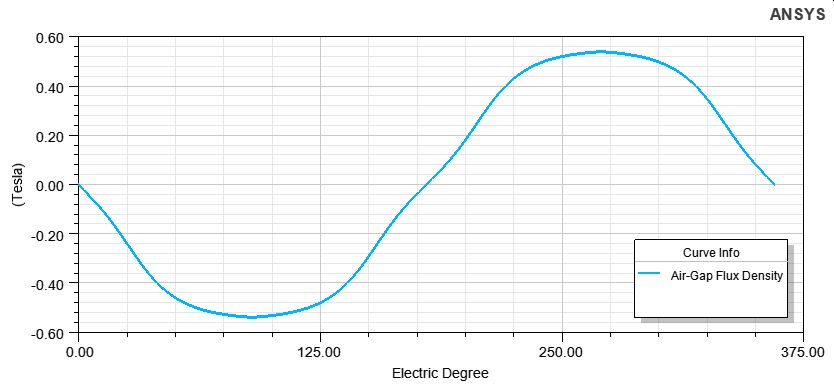 ANSYS
0.60
0.40
0.20
0.00
-0.20
-0.40
-0.60
(Tesla)
0.00 125.00 250.00 375.00
Electric Degree
Curve Info
Air-Gap Flux Density